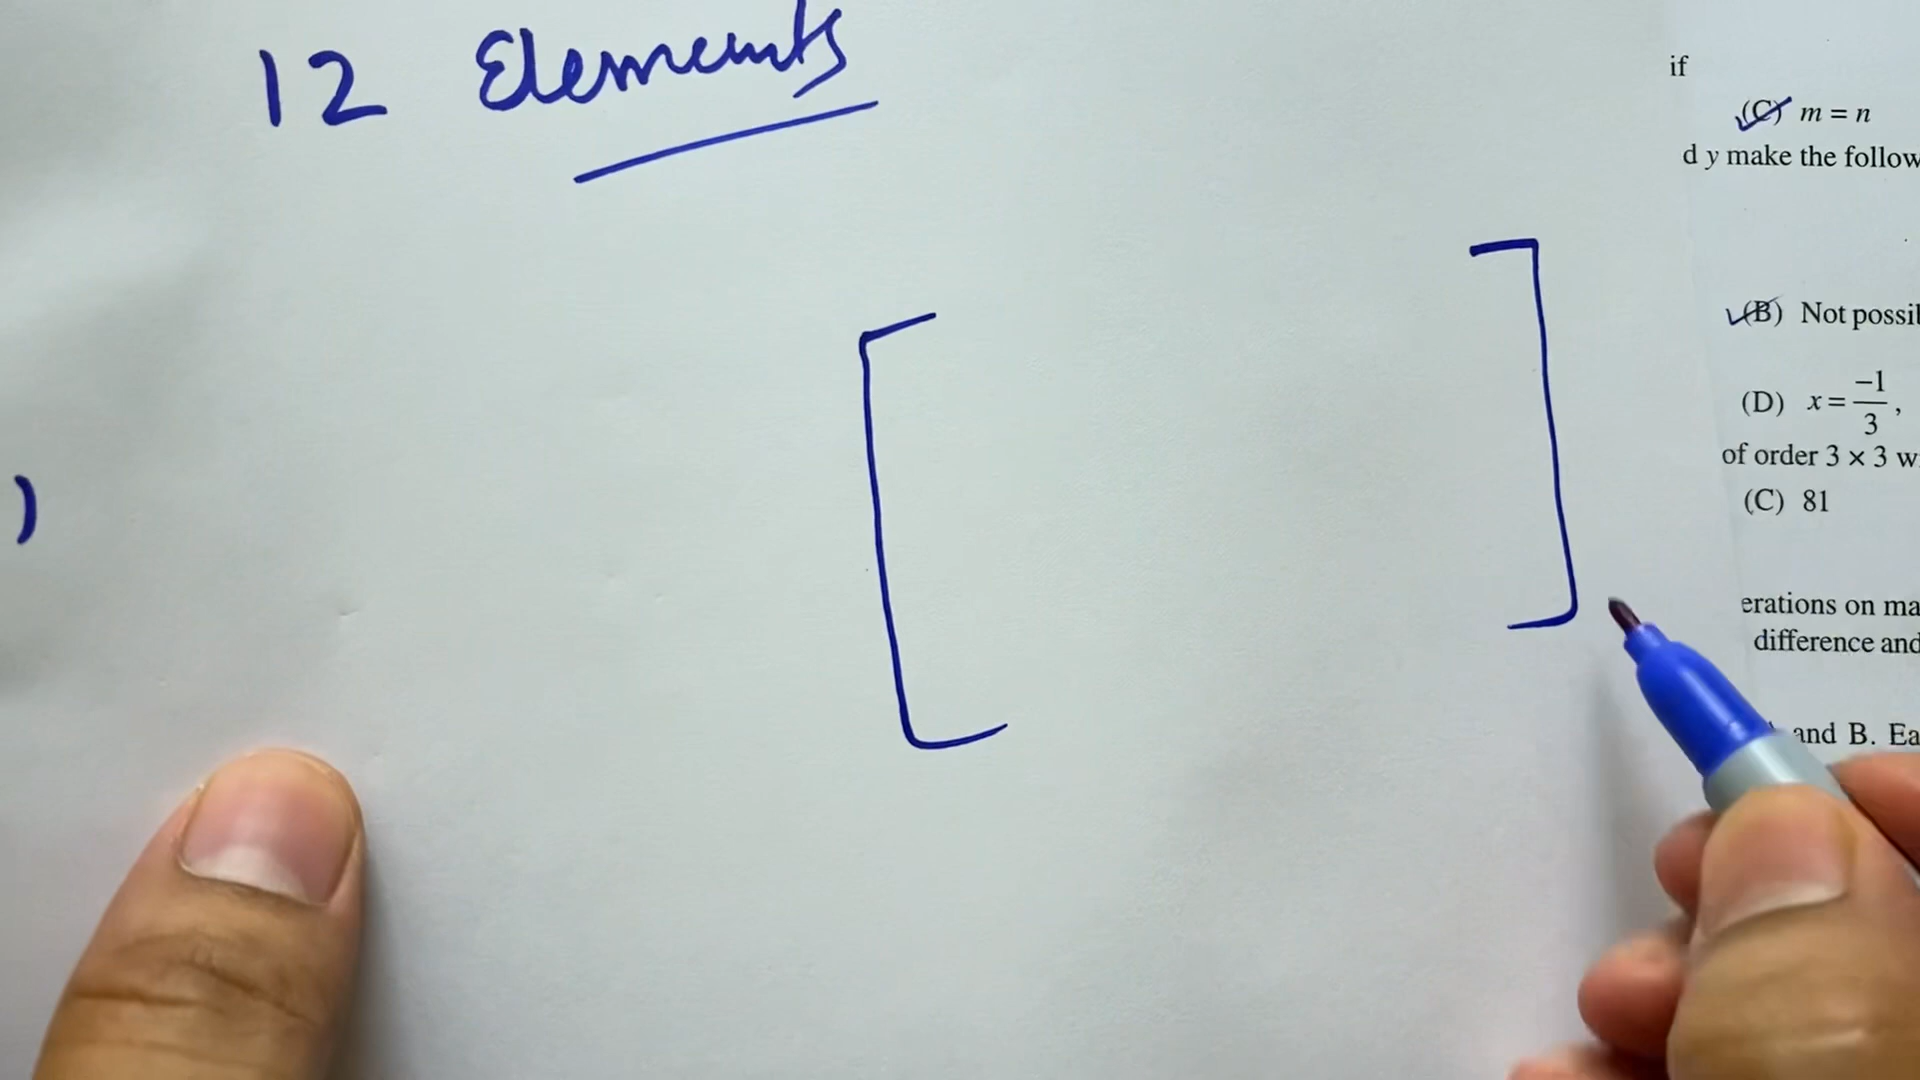 12 Elements
)
if
(C) m = n
d y make the follow
(B) Not possib
(D) x = -1/3 ,
of order 3 × 3 w
(C) 81
erations on ma
difference and
and B. Ea